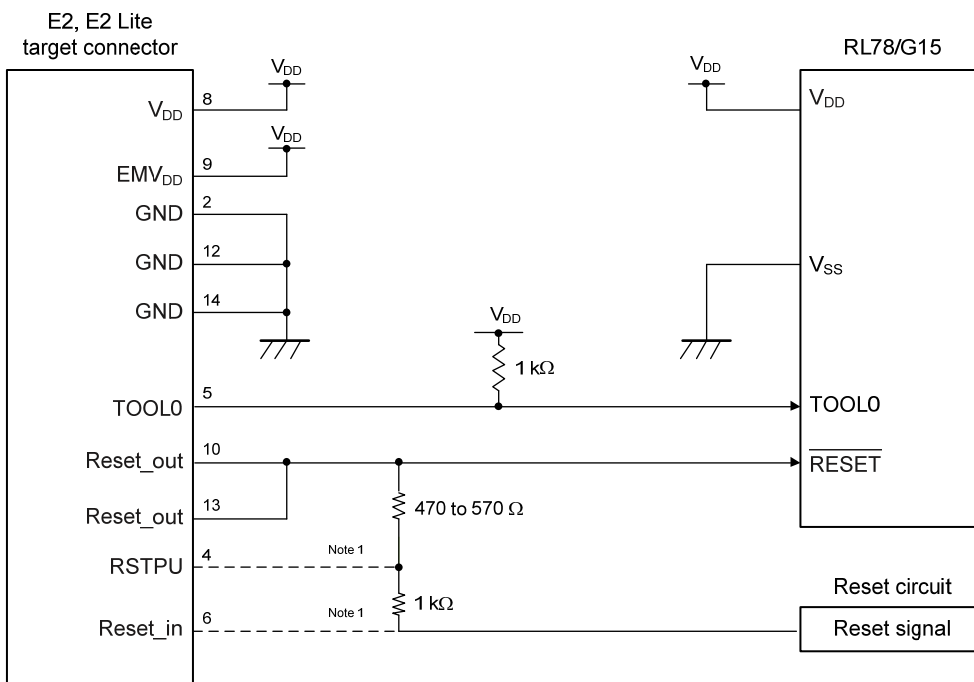 E2, E2 Lite
target connector
RL78/G15
VDD
8
VDD
VDD
VDD
VDD
EMVDD
9
GND
2
GND
12
GND
14
VSS
VDD
1 kΩ
TOOL0
5
TOOL0
Reset_out
10
RESET
Reset_out
13
470 to 570 Ω
RSTPU
4
Note 1
1 kΩ
Reset circuit
Reset_in
6
Note 1
Reset signal